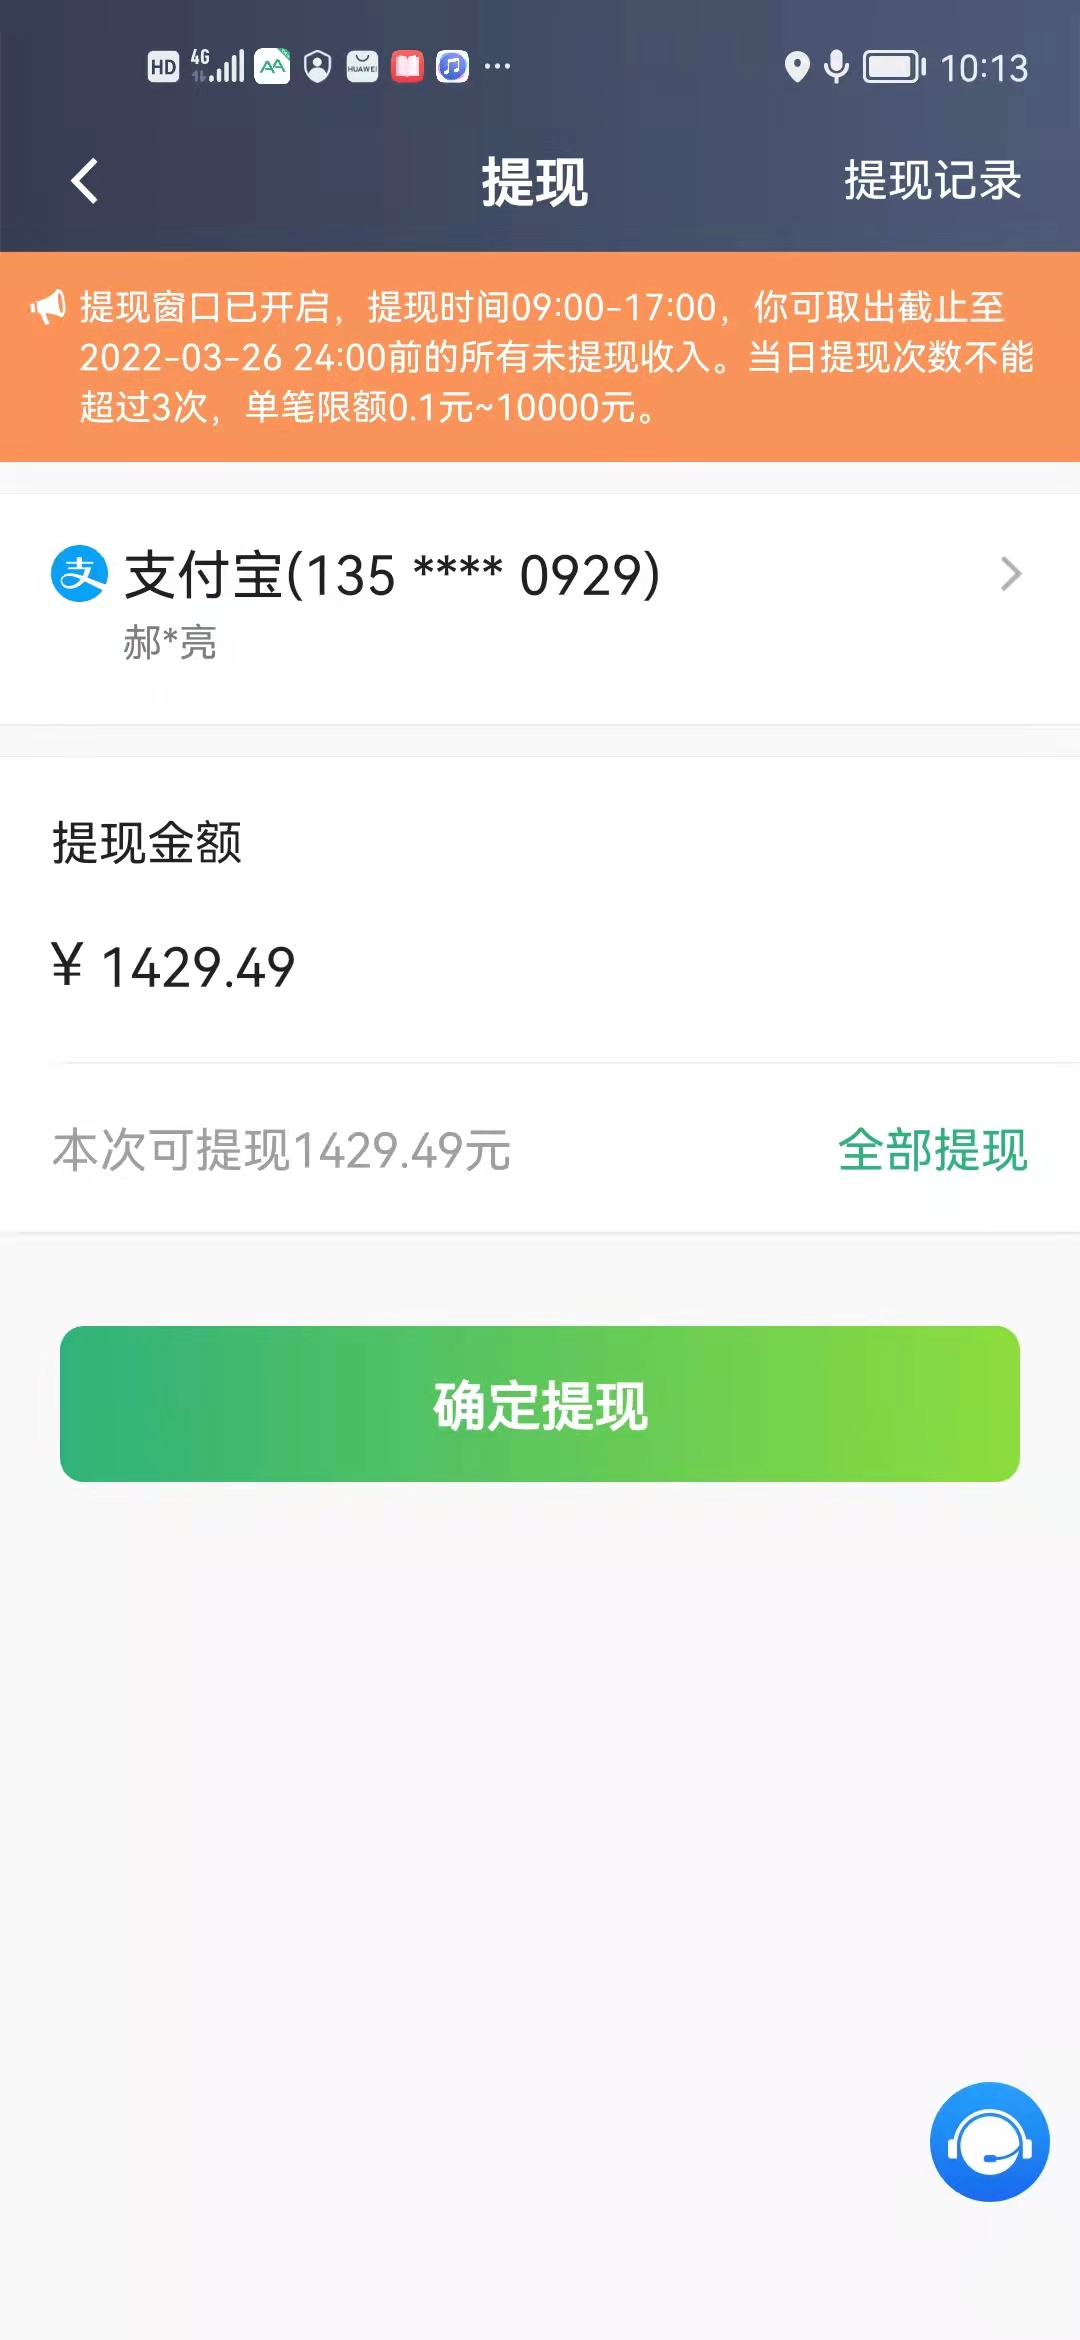 HD 4G AA HUAWEI 10:13
提现
提现记录
提现窗口已开启，提现时间09:00-17:00，你可取出截止至
2022-03-26 24:00前的所有未提现收入。当日提现次数不能
超过3次，单笔限额0.1元~10000元。
支 支付宝(135 **** 0929)
郝*亮
提现金额
¥ 1429.49
本次可提现1429.49元
全部提现
确定提现